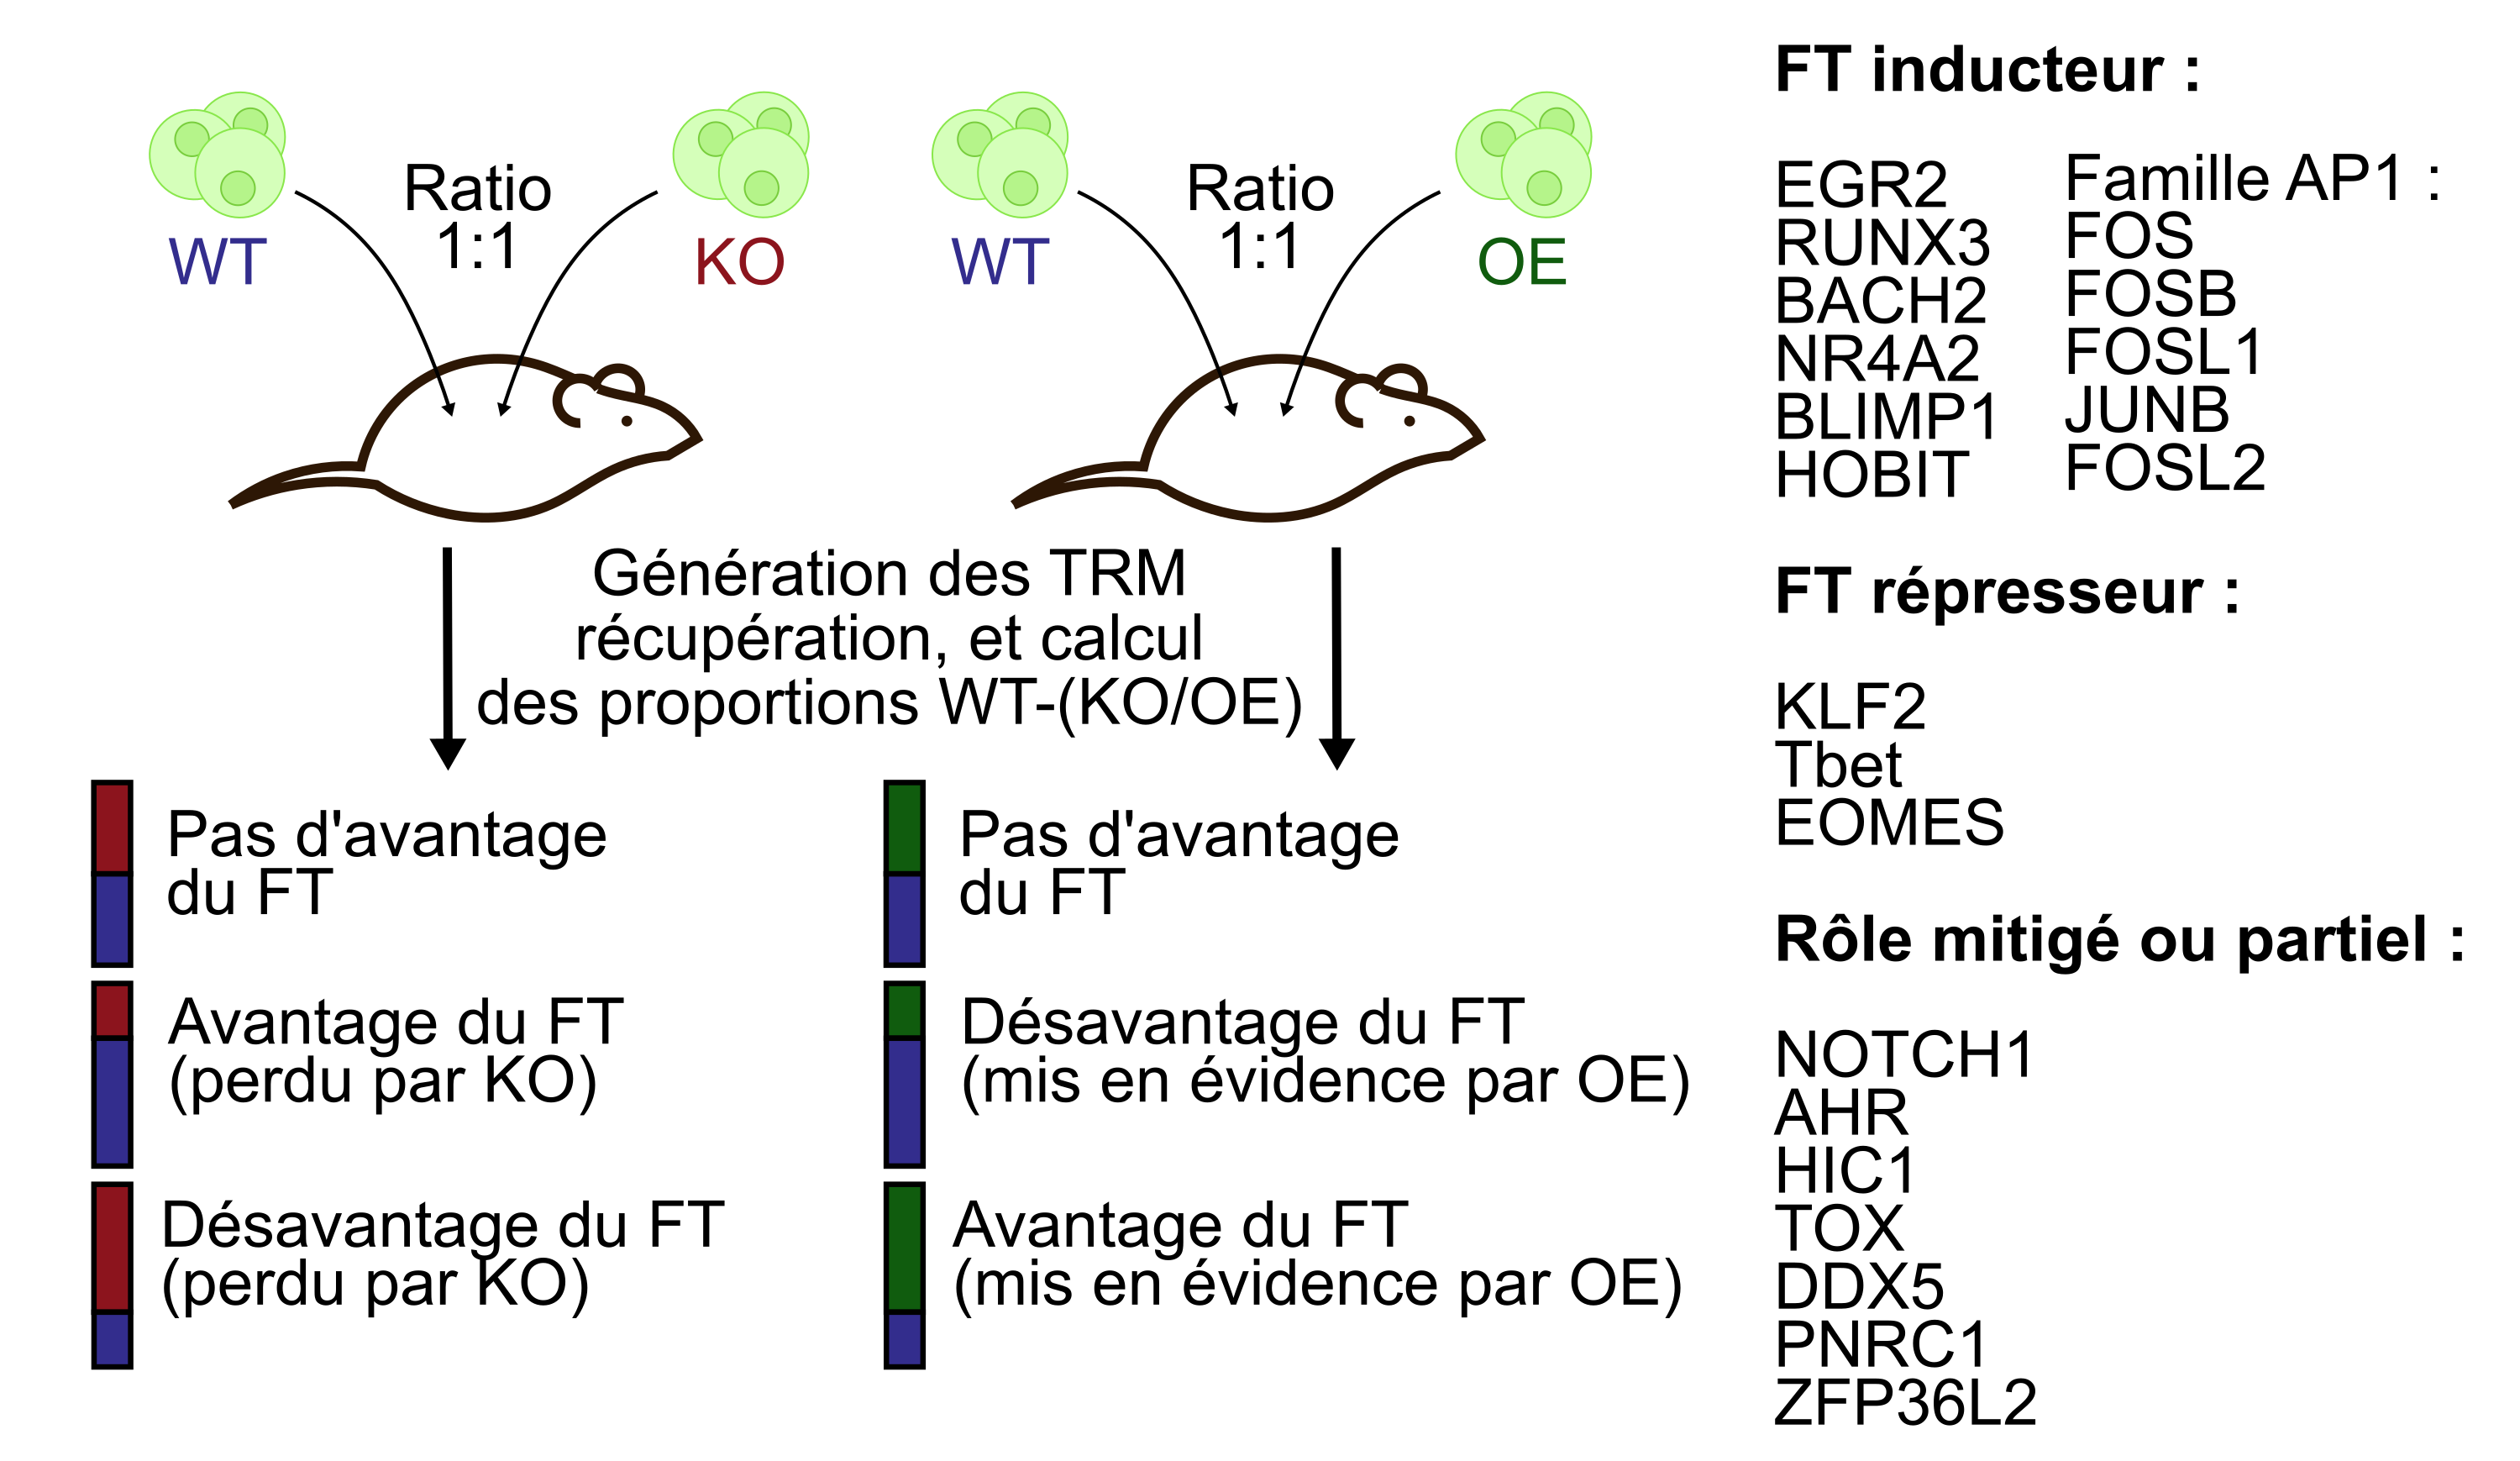 WT
Ratio
1:1
KO
WT
Ratio
1:1
OE
Génération des TRM
récupération, et calcul
des proportions WT-(KO/OE)
Pas d'avantage
du FT
Avantage du FT
(perdu par KO)
Désavantage du FT
(perdu par KO)
Pas d'avantage
du FT
Désavantage du FT
(mis en évidence par OE)
Avantage du FT
(mis en évidence par OE)
FT inducteur :
EGR2
RUNX3
BACH2
NR4A2
BLIMP1
HOBIT
Famille AP1 :
FOS
FOSB
FOSL1
JUNB
FOSL2
FT répresseur :
KLF2
Tbet
EOMES
Rôle mitigé ou partiel :
NOTCH1
AHR
HIC1
TOX
DDX5
PNRC1
ZFP36L2